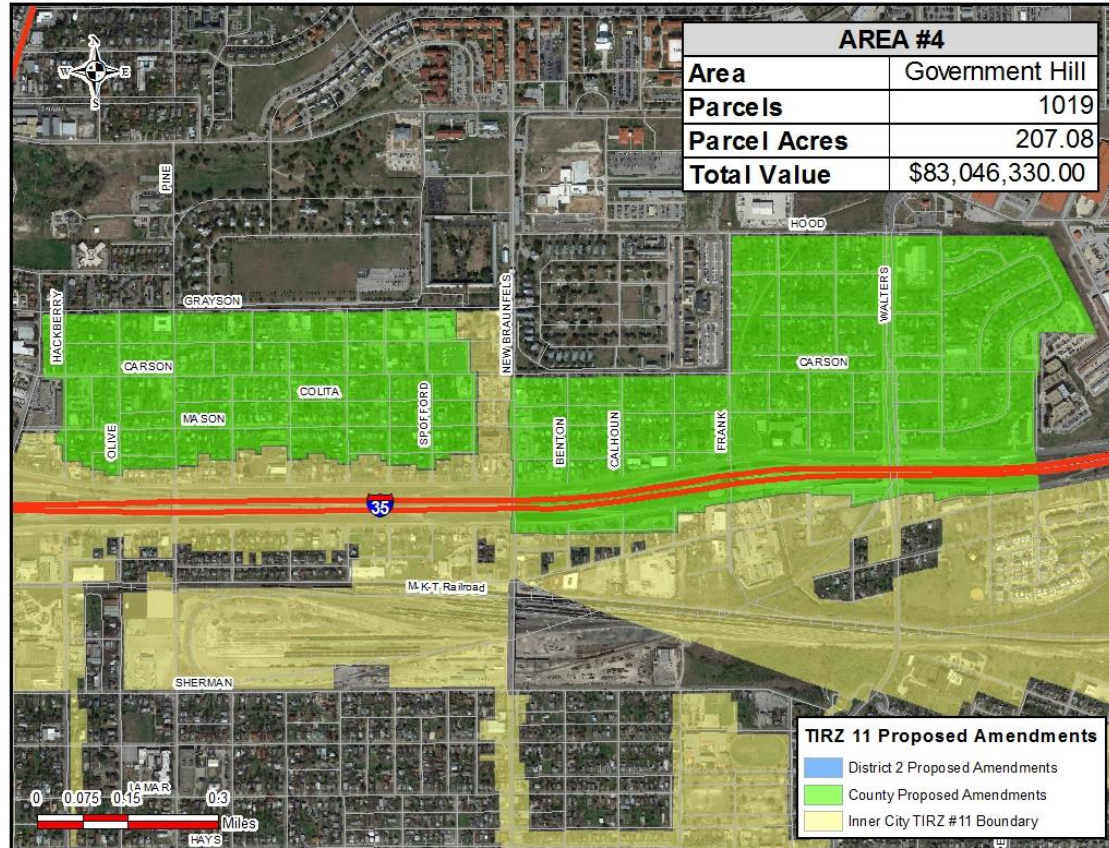 N
W E
S
AREA #4
Area Government Hill
Parcels 1019
Parcel Acres 207.08
Total Value $83,046,330.00
PINE
HOOD
HACKBERRY
GRAYSON
NEW BRAUNFELS
WALTERS
CARSON
CARSON
COLITA
MASON
SPOFFORD
OLIVE
BENTON
CALHOUN
FRANK
35
M-K-T Railroad
SHERMAN
LAMAR
0 0.075 0.15 0.3
Miles
HAYS
TIRZ 11 Proposed Amendments
District 2 Proposed Amendments
County Proposed Amendments
Inner City TIRZ #11 Boundary